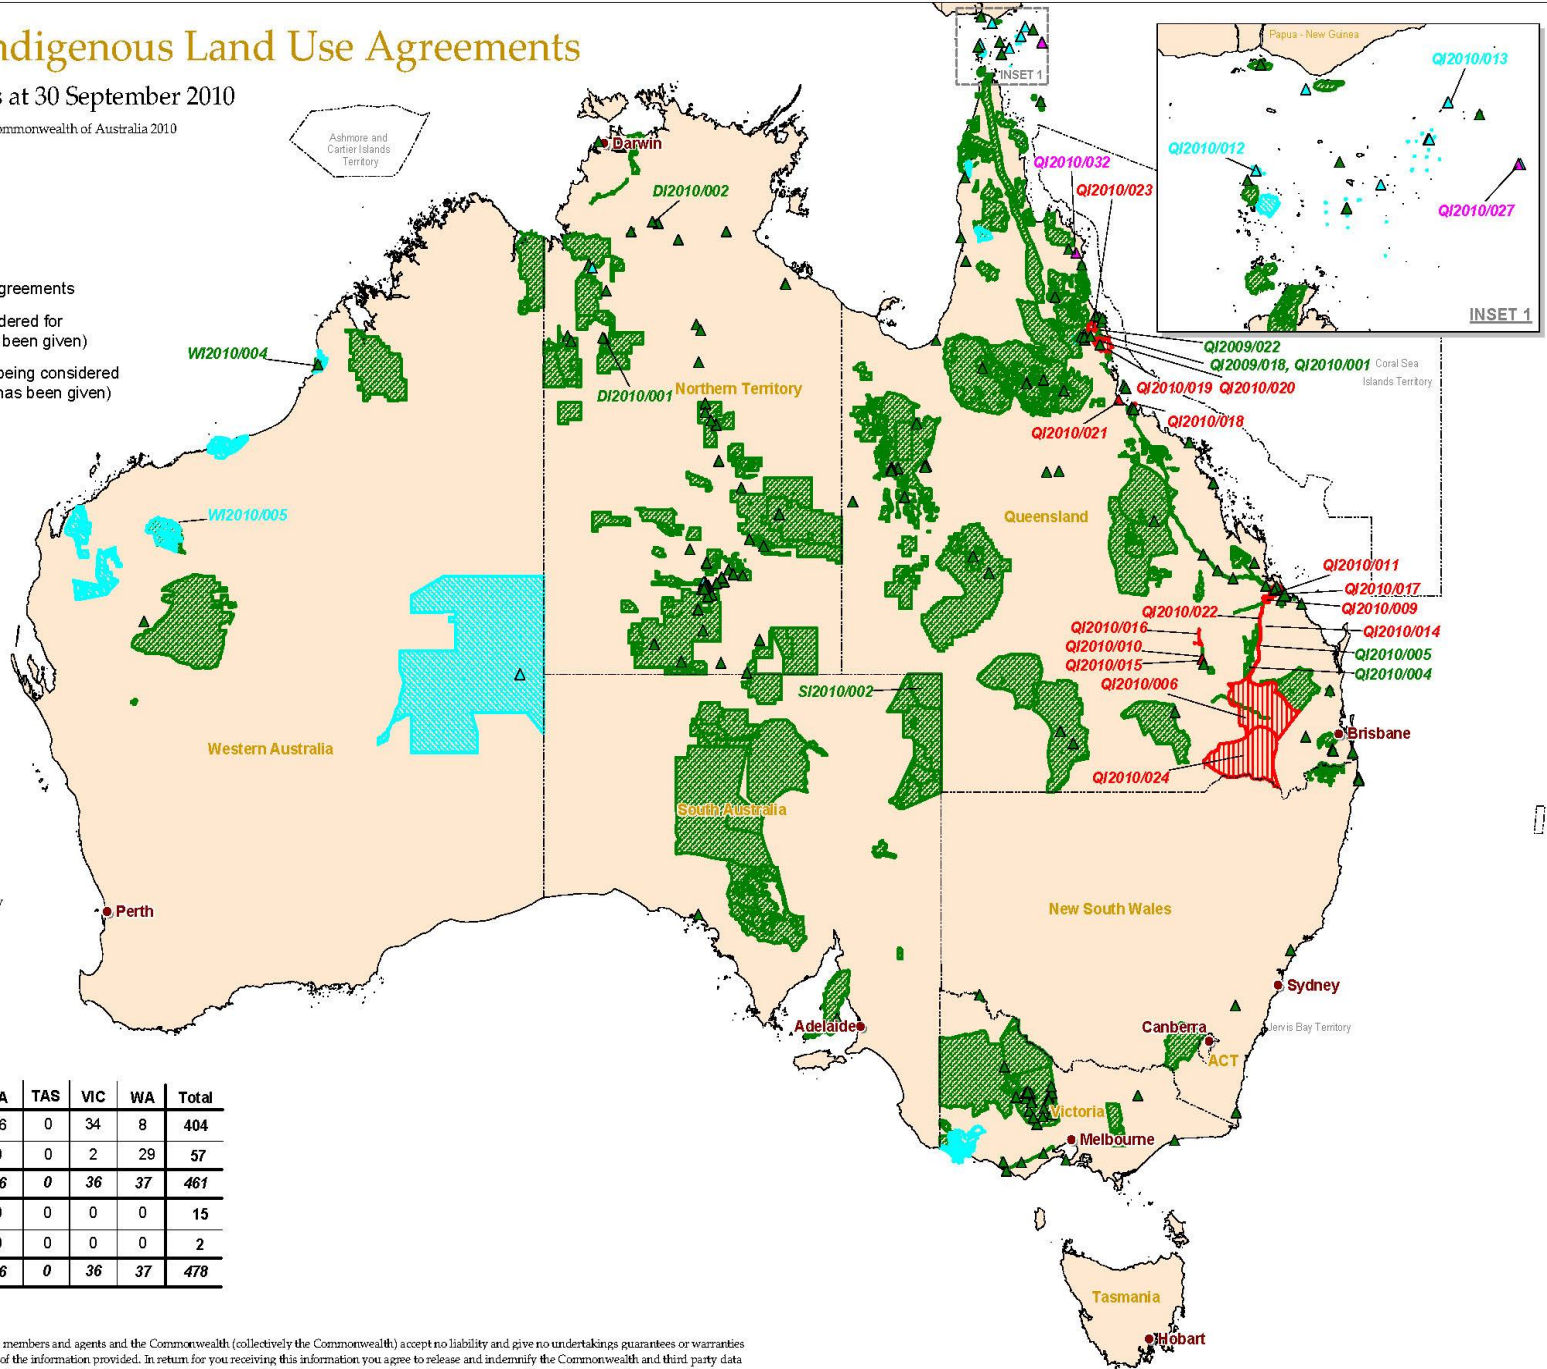 ndigenous Land Use Agreements
s at 30 September 2010
ommonwealth of Australia 2010
greements
dered for
been given)
being considered
has been given)
Ashmore and
Cartier Islands
Territory
Darwin
DI2010/002
INSET 1
QI2010/032
QI2010/023
Papua - New Guinea
QI2010/013
QI2010/012
QI2010/027
INSET 1
WI2010/004
DI2010/001
Northern Territory
QI2009/022
QI2009/018, QI2010/001
Coral Sea
Islands Territory
QI2010/019
QI2010/020
QI2010/021
QI2010/018
WI2010/005
Queensland
QI2010/011
QI2010/017
QI2010/009
QI2010/022
QI2010/016
QI2010/014
QI2010/010
QI2010/005
QI2010/015
QI2010/004
QI2010/006
SI2010/002
Brisbane
Western Australia
QI2010/024
South Australia
Perth
New South Wales
Sydney
Adelaide
Canberra
Jervis Bay Territory
ACT
Victoria
Melbourne
Tasmania
Hobart
A TAS VIC WA Total
6 0 34 8 404
0 2 29 57
6 0 36 37 461
0 0 0 15
0 0 0 2
6 0 36 37 478
members and agents and the Commonwealth (collectively the Commonwealth) accept no liability and give no undertakings guarantees or warranties
of the information provided. In return for you receiving this information you agree to release and indemnify the Commonwealth and third party data